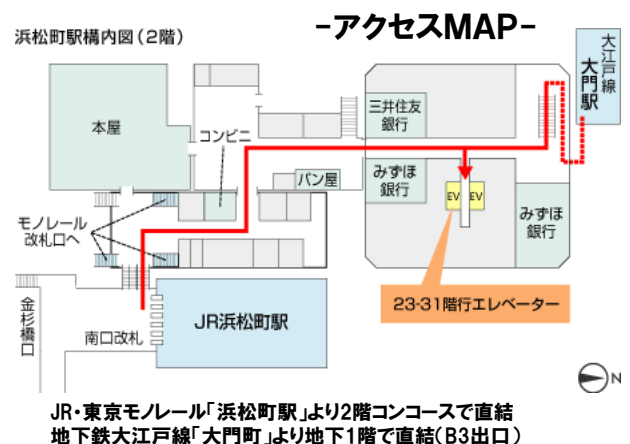 -アクセスMAP-
浜松町駅構内図(2階)
大江戸線
大門駅
本屋
コンビニ
三井住友
銀行
パン屋
みずほ
銀行
EV EV
みずほ
銀行
モノレール
改札口へ
23-31階行エレベーター
金杉橋口
南口改札
JR浜松町駅
N
JR・東京モノレール「浜松町駅」より2階コンコースで直結
地下鉄大江戸線「大門町」より地下1階で直結(B3出口)